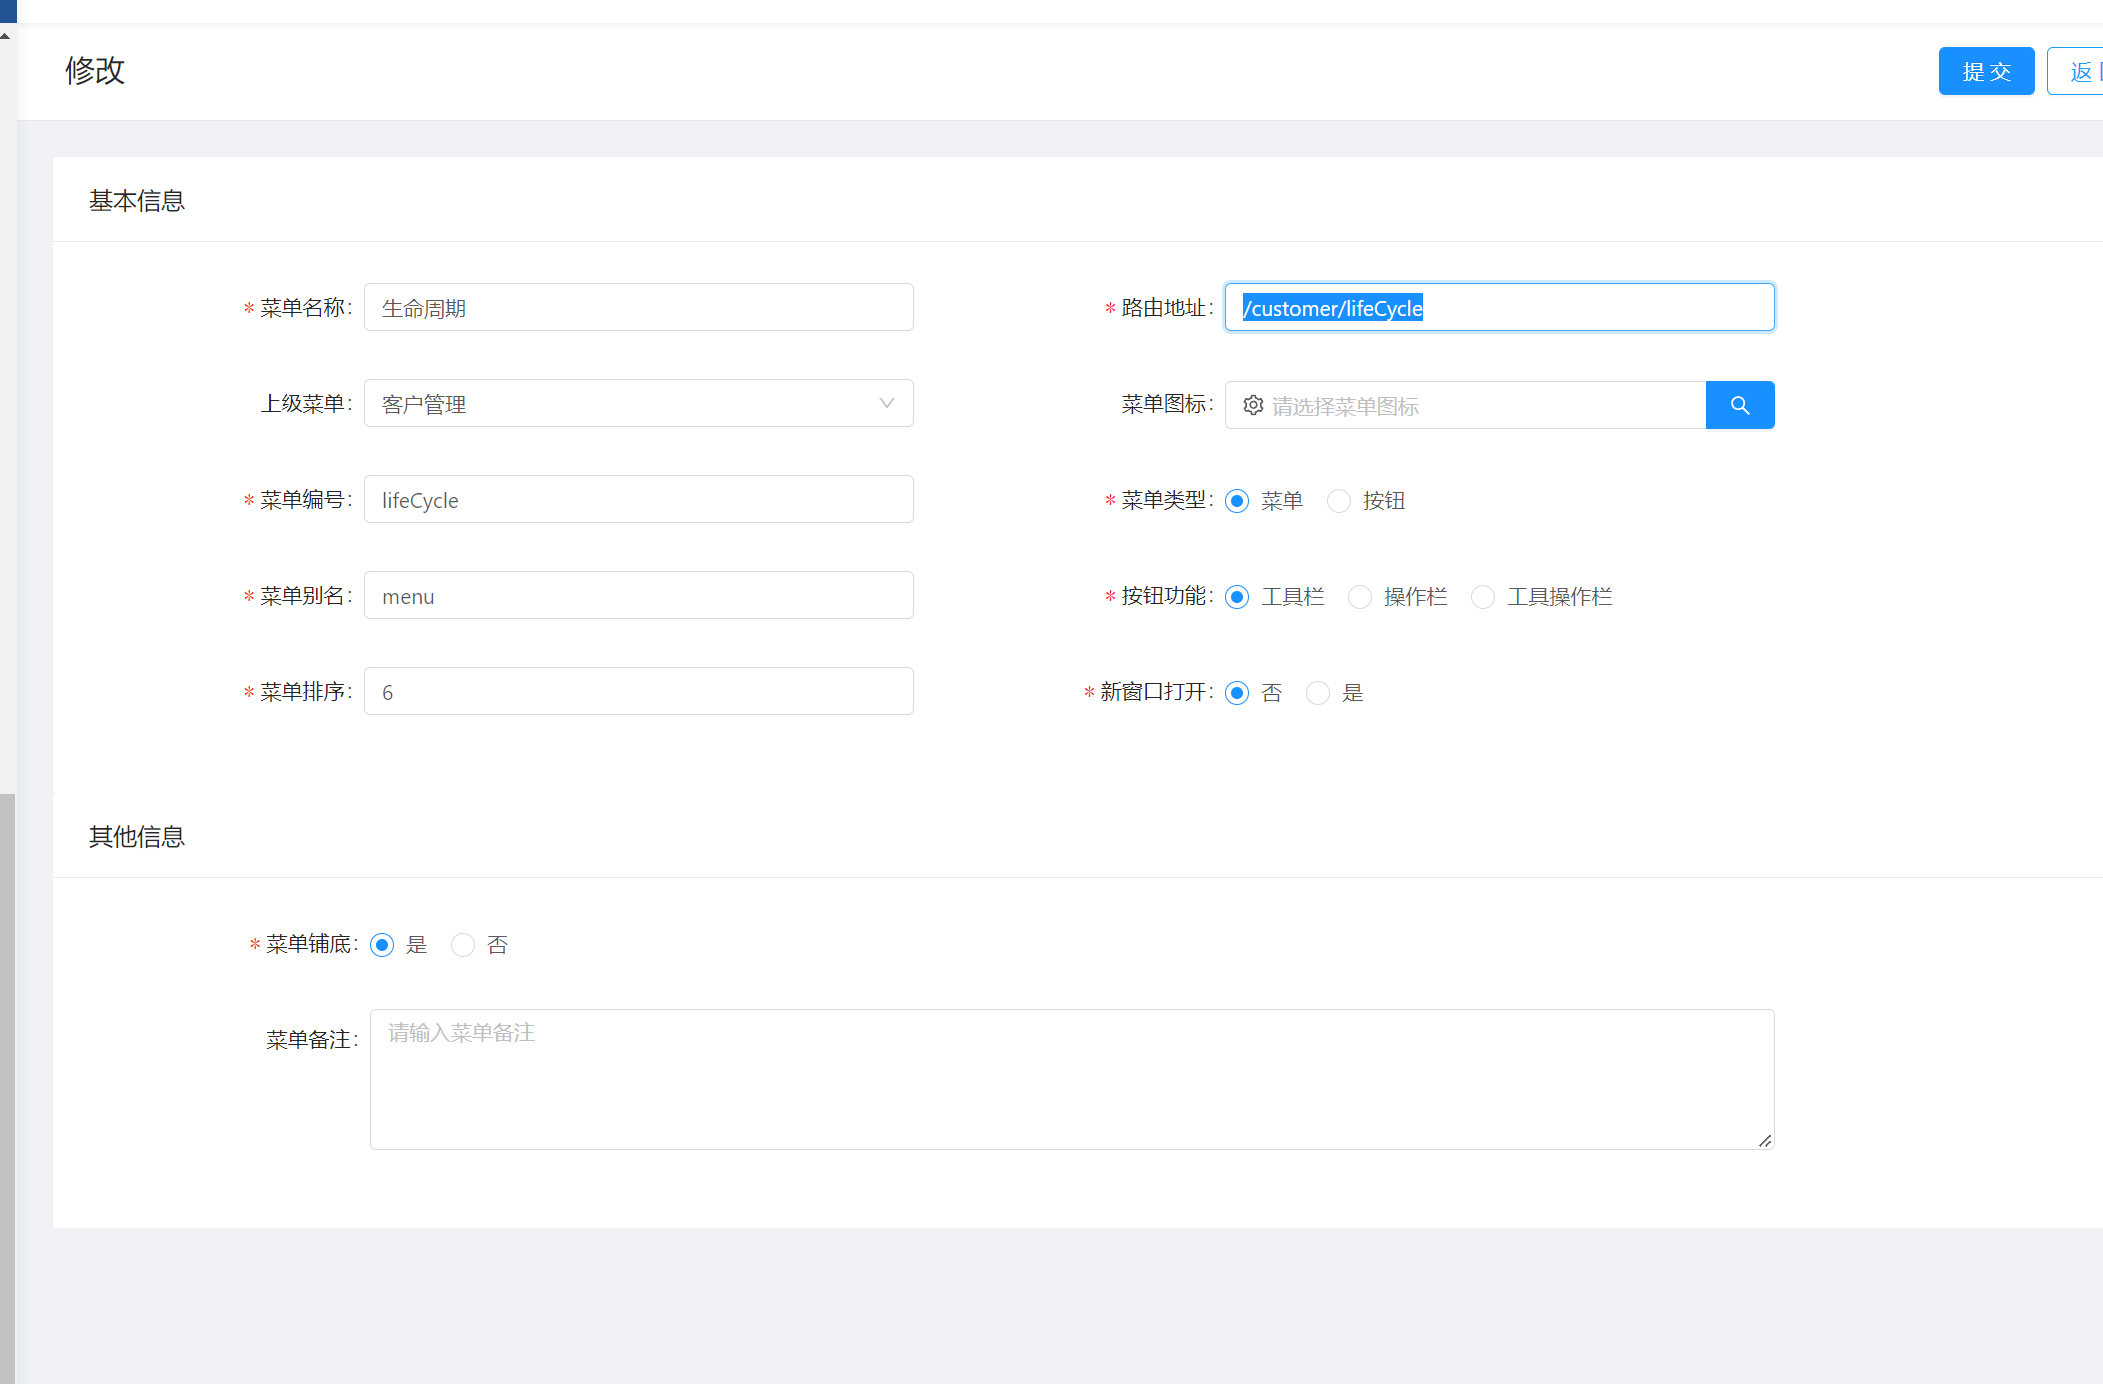 修改
提 交
返
基本信息
* 菜单名称: 生命周期
* 路由地址: /customer/lifeCycle
上级菜单: 客户管理
菜单图标: 请选择菜单图标
* 菜单编号: lifeCycle
* 菜单类型: 菜单 按钮
* 菜单别名: menu
* 按钮功能: 工具栏 操作栏 工具操作栏
* 菜单排序: 6
* 新窗口打开: 否 是
其他信息
* 菜单铺底: 是 否
菜单备注: 请输入菜单备注